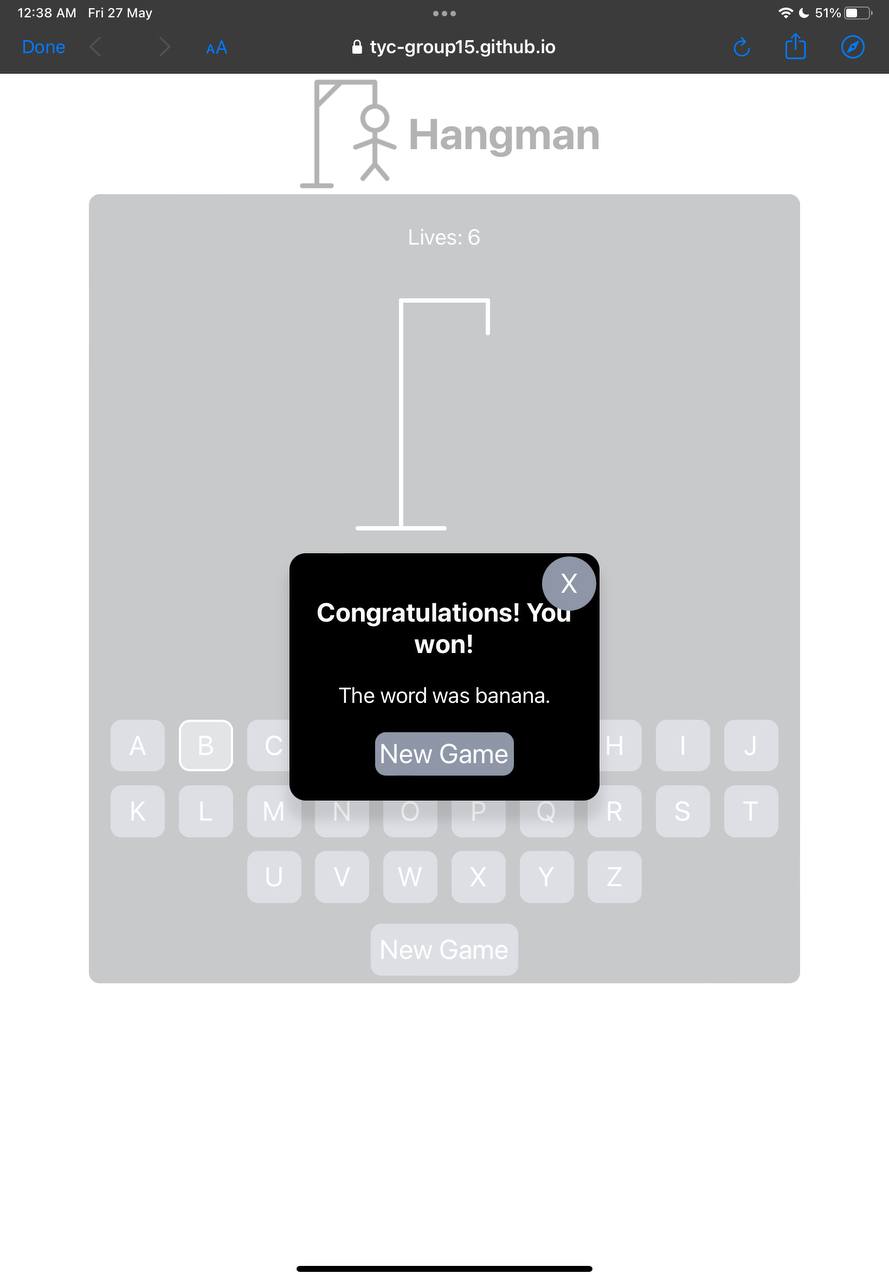 12:38 AM Fri 27 May 51%
Done AA tyc-group15.github.io
Hangman
Lives: 6
X
Congratulations! You
won!
The word was banana.
New Game
A B C H I J
K L M N O P Q R S T
U V W X Y Z
New Game